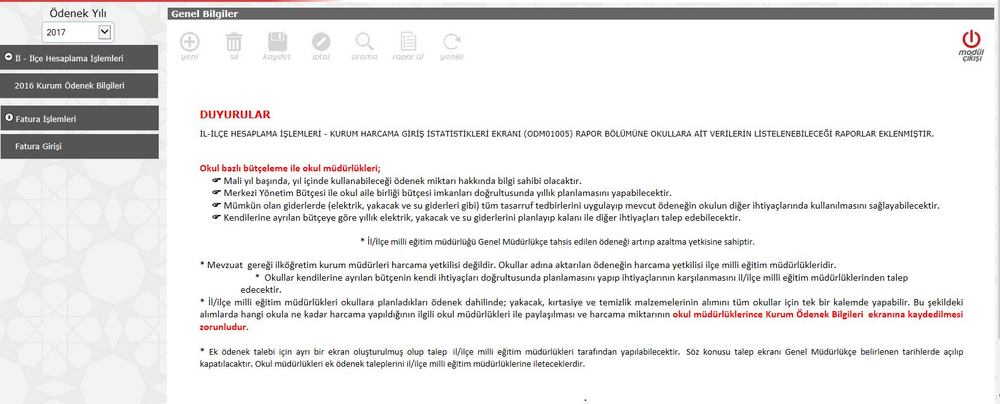 Ödenek Yılı
2017
İl - İlçe Hesaplama İşlemleri
2016 Kurum Ödenek Bilgileri
Fatura İşlemleri
Fatura Girişi
Genel Bilgiler
yeni
sil
kaydet
iptal
arama
rapor al
yenile
modül
çıkışı
DUYURULAR
İL-İLÇE HESAPLAMA İŞLEMLERİ - KURUM HARCAMA GİRİŞ İSTATİSTİKLERİ EKRANI (ODM01005) RAPOR BÖLÜMÜNE OKULLARA AİT VERİLERİN LİSTELENEBİLECEĞİ RAPORLAR EKLENMİŞTİR.
Okul bazlı bütçeleme ile okul müdürlükleri;
☞ Mali yıl başında, yıl içinde kullanabileceği ödenek miktarı hakkında bilgi sahibi olacaktır.
☞ Merkezi Yönetim Bütçesi ile okul aile birliği bütçesi imkanları doğrultusunda yıllık planlamasını yapabilecektir.
☞ Mümkün olan giderlerde (elektrik, yakacak ve su giderleri gibi) tüm tasarruf tedbirlerini uygulayıp mevcut ödeneğin okulun diğer ihtiyaçlarında kullanılmasını sağlayabilecektir.
☞ Kendilerine ayrılan bütçeye göre yıllık elektrik, yakacak ve su giderlerini planlayıp kalanı ile diğer ihtiyaçları talep edebilecektir.
* İl/İlçe milli eğitim müdürlüğü Genel Müdürlükçe tahsis edilen ödeneği artırıp azaltma yetkisine sahiptir.
* Mevzuat gereği ilköğretim kurum müdürleri harcama yetkilisi değildir. Okullar adına aktarılan ödeneğin harcama yetkilisi ilçe milli eğitim müdürlükleridir.
* Okullar kendilerine ayrılan bütçenin kendi ihtiyaçları doğrultusunda planlamasını yapıp ihtiyaçlarının karşılanmasını il/ilçe milli eğitim müdürlüklerinden talep
edecektir.
* İl/ilçe milli eğitim müdürlükleri okullara planladıkları ödenek dahilinde; yakacak, kırtasiye ve temizlik malzemelerinin alımını tüm okullar için tek bir kalemde yapabilir. Bu şekildeki
alımlarda hangi okula ne kadar harcama yapıldığının ilgili okul müdürlükleri ile paylaşılması ve harcama miktarının okul müdürlüklerince Kurum Ödenek Bilgileri ekranına kaydedilmesi
zorunludur.
* Ek ödenek talebi için ayrı bir ekran oluşturulmuş olup talep il/ilçe milli eğitim müdürlükleri tarafından yapılabilecektir. Söz konusu talep ekranı Genel Müdürlükçe belirlenen tarihlerde açılıp
kapatılacaktır. Okul müdürlükleri ek ödenek taleplerini il/ilçe milli eğitim müdürlüklerine ileteceklerdir.
.